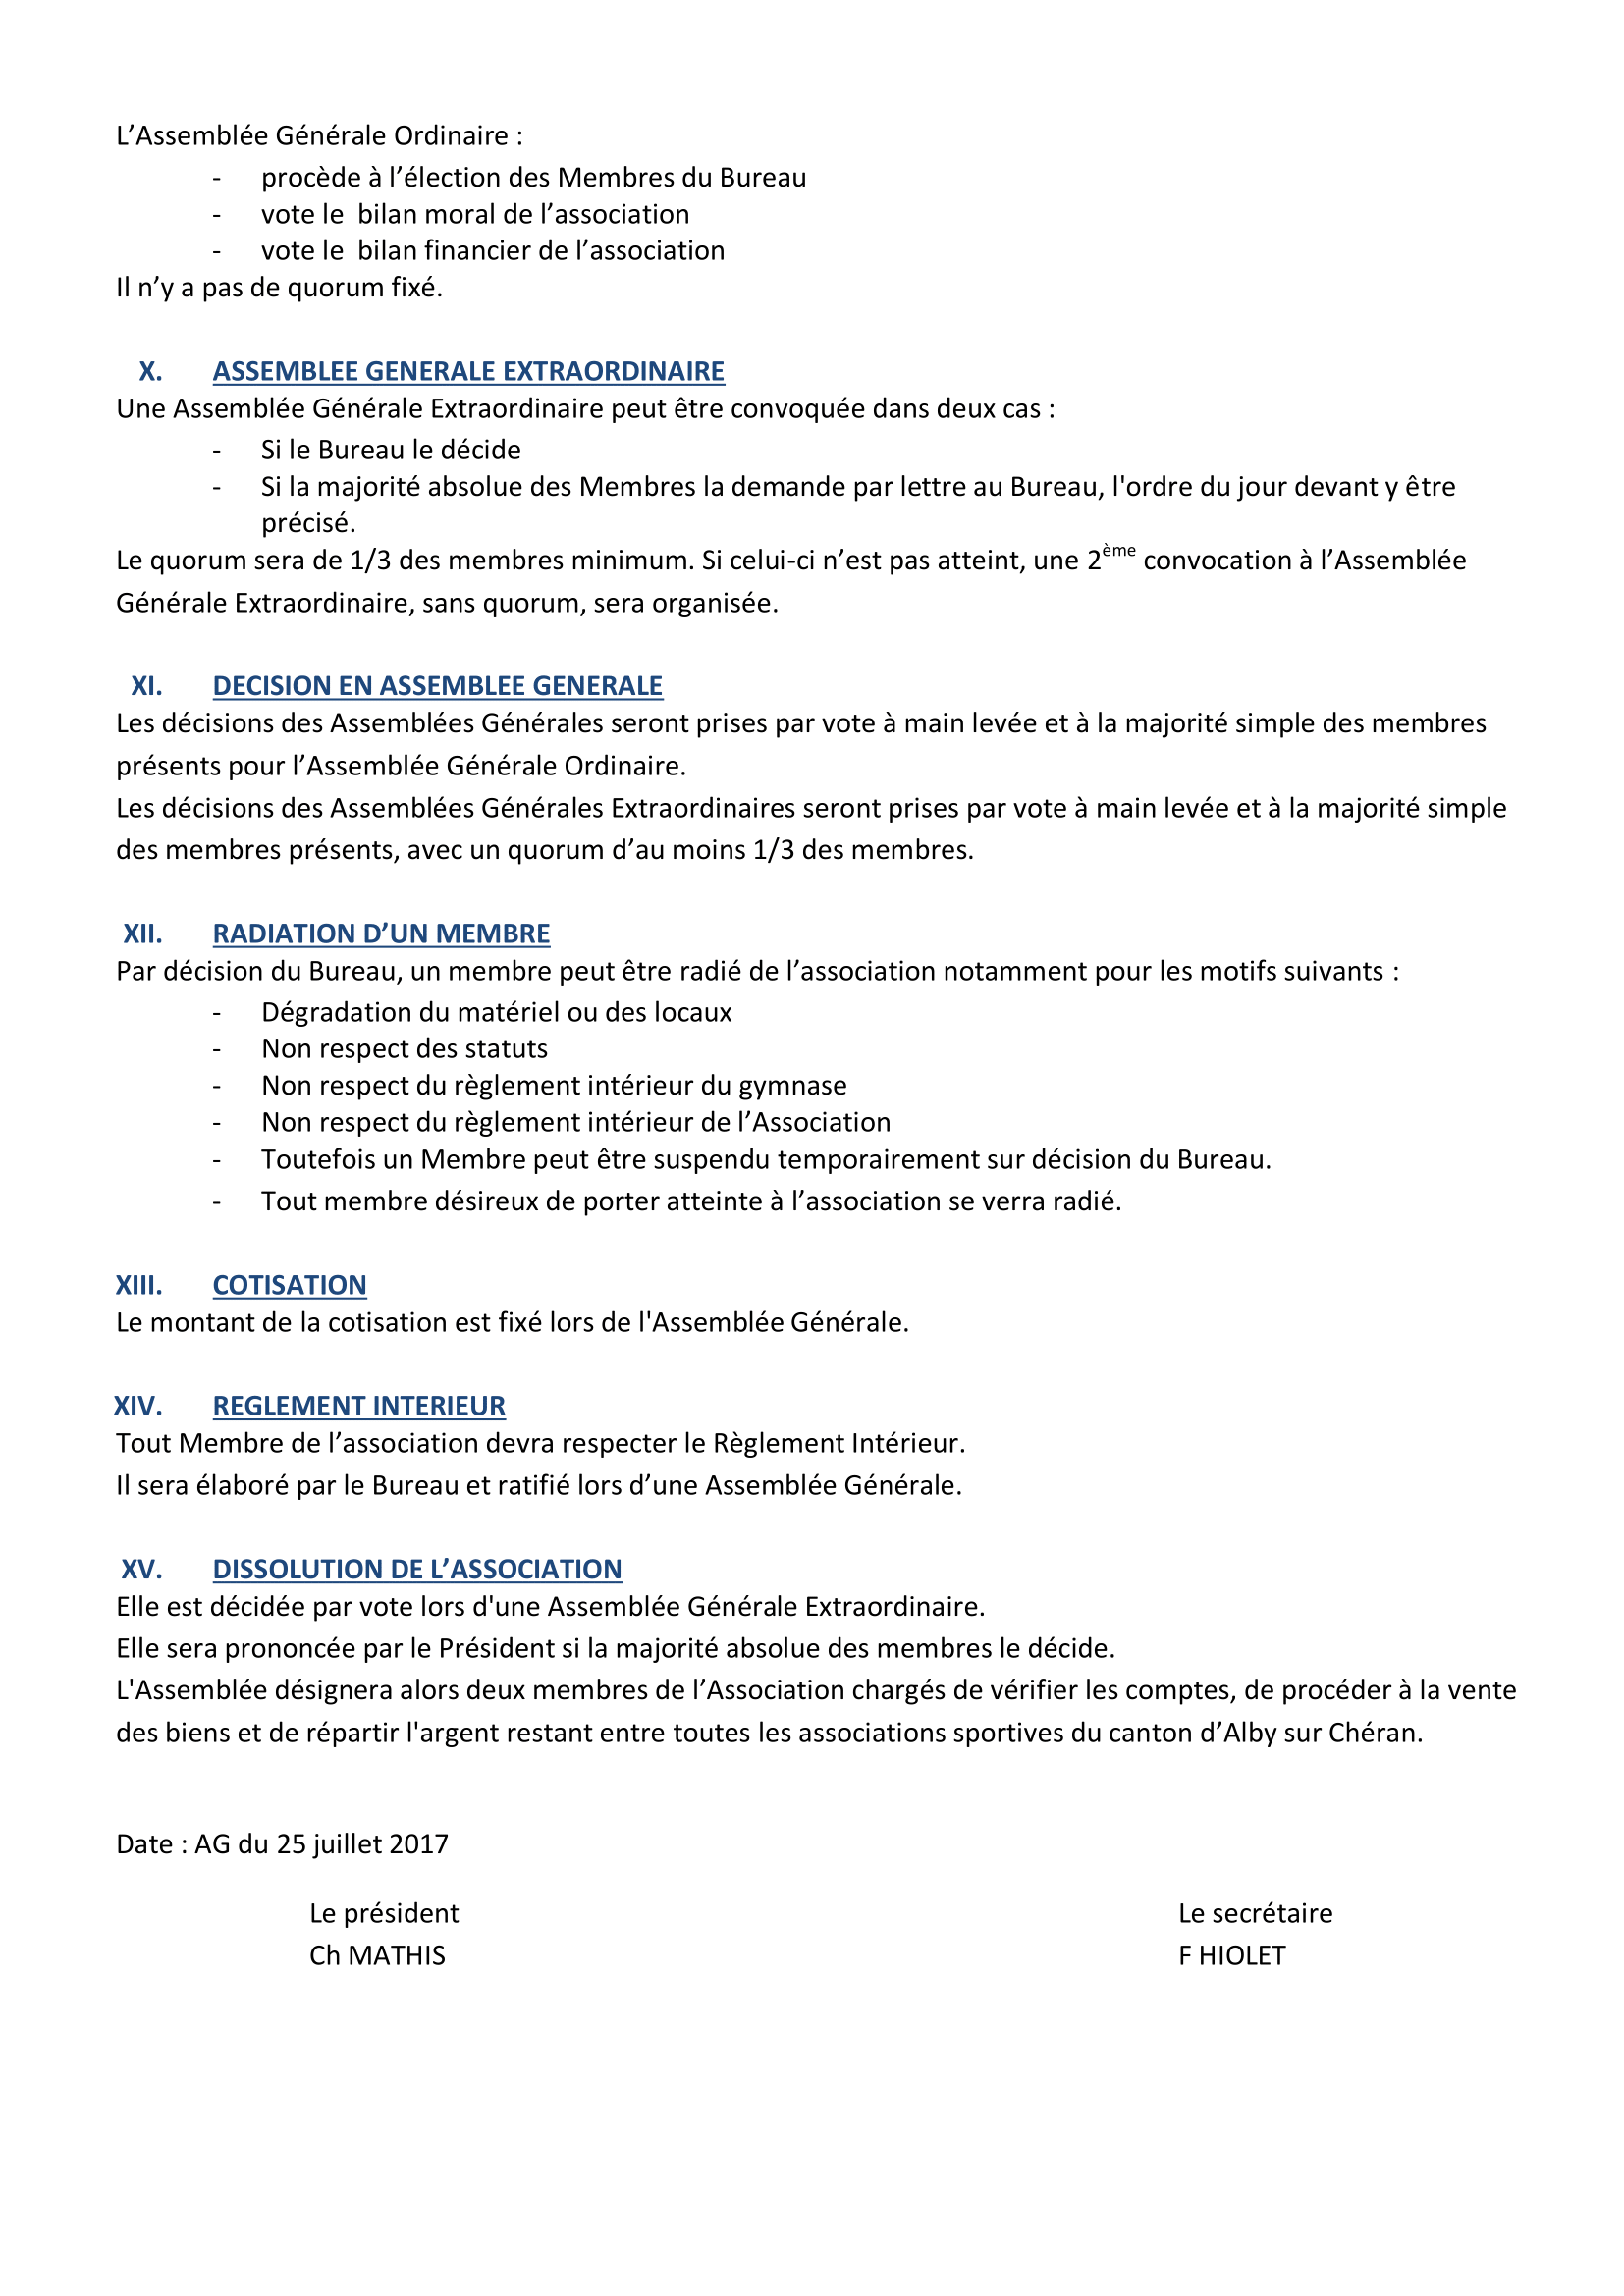 L’Assemblée Générale Ordinaire :
- procède à l’élection des Membres du Bureau
- vote le  bilan moral de l’association
- vote le  bilan financier de l’association
Il n’y a pas de quorum fixé.
X. ASSEMBLEE GENERALE EXTRAORDINAIRE
Une Assemblée Générale Extraordinaire peut être convoquée dans deux cas :
- Si le Bureau le décide
- Si la majorité absolue des Membres la demande par lettre au Bureau, l'ordre du jour devant y être
précisé.
Le quorum sera de 1/3 des membres minimum. Si celui-ci n’est pas atteint, une 2ème convocation à l’Assemblée
Générale Extraordinaire, sans quorum, sera organisée.
XI. DECISION EN ASSEMBLEE GENERALE
Les décisions des Assemblées Générales seront prises par vote à main levée et à la majorité simple des membres
présents pour l’Assemblée Générale Ordinaire.
Les décisions des Assemblées Générales Extraordinaires seront prises par vote à main levée et à la majorité simple
des membres présents, avec un quorum d’au moins 1/3 des membres.
XII. RADIATION D’UN MEMBRE
Par décision du Bureau, un membre peut être radié de l’association notamment pour les motifs suivants :
- Dégradation du matériel ou des locaux
- Non respect des statuts
- Non respect du règlement intérieur du gymnase
- Non respect du règlement intérieur de l’Association
- Toutefois un Membre peut être suspendu temporairement sur décision du Bureau.
- Tout membre désireux de porter atteinte à l’association se verra radié.
XIII. COTISATION
Le montant de la cotisation est fixé lors de l'Assemblée Générale.
XIV. REGLEMENT INTERIEUR
Tout Membre de l’association devra respecter le Règlement Intérieur.
Il sera élaboré par le Bureau et ratifié lors d’une Assemblée Générale.
XV. DISSOLUTION DE L’ASSOCIATION
Elle est décidée par vote lors d'une Assemblée Générale Extraordinaire.
Elle sera prononcée par le Président si la majorité absolue des membres le décide.
L'Assemblée désignera alors deux membres de l’Association chargés de vérifier les comptes, de procéder à la vente
des biens et de répartir l'argent restant entre toutes les associations sportives du canton d’Alby sur Chéran.
Date : AG du 25 juillet 2017
Le président Le secrétaire
Ch MATHIS F HIOLET